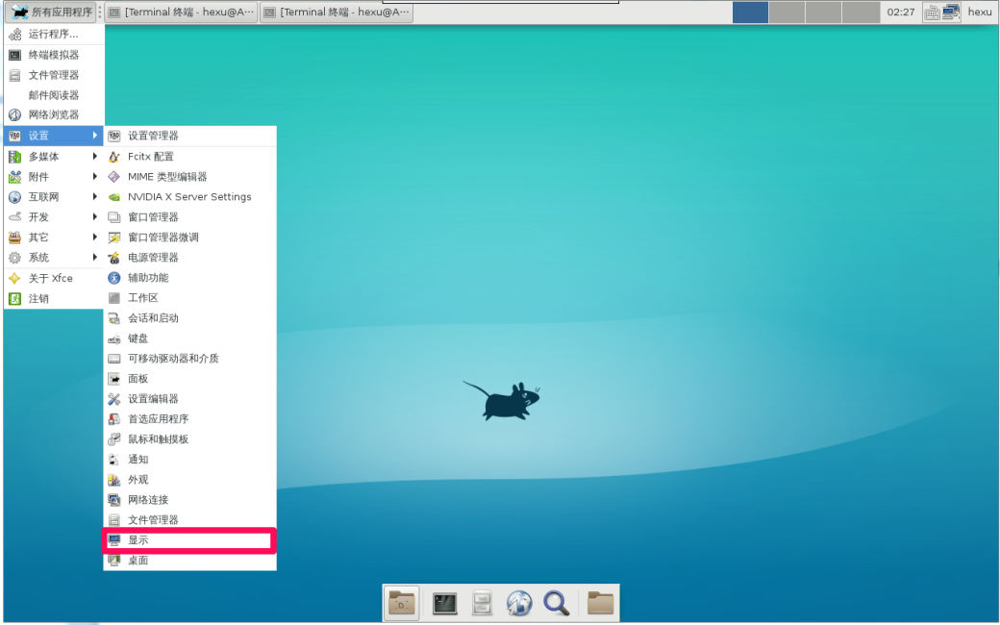 所有应用程序
[Terminal 终端 - hexu@A···
[Terminal 终端 - hexu@A···
02:27
hexu
运行程序...
终端模拟器
文件管理器
邮件阅读器
网络浏览器
设置
多媒体
附件
互联网
开发
其它
系统
关于 Xfce
注销
设置管理器
Fcitx 配置
MIME 类型编辑器
NVIDIA X Server Settings
窗口管理器
窗口管理器微调
电源管理器
辅助功能
工作区
会话和启动
键盘
可移动驱动器和介质
面板
设置编辑器
首选应用程序
鼠标和触摸板
通知
外观
网络连接
文件管理器
显示
桌面